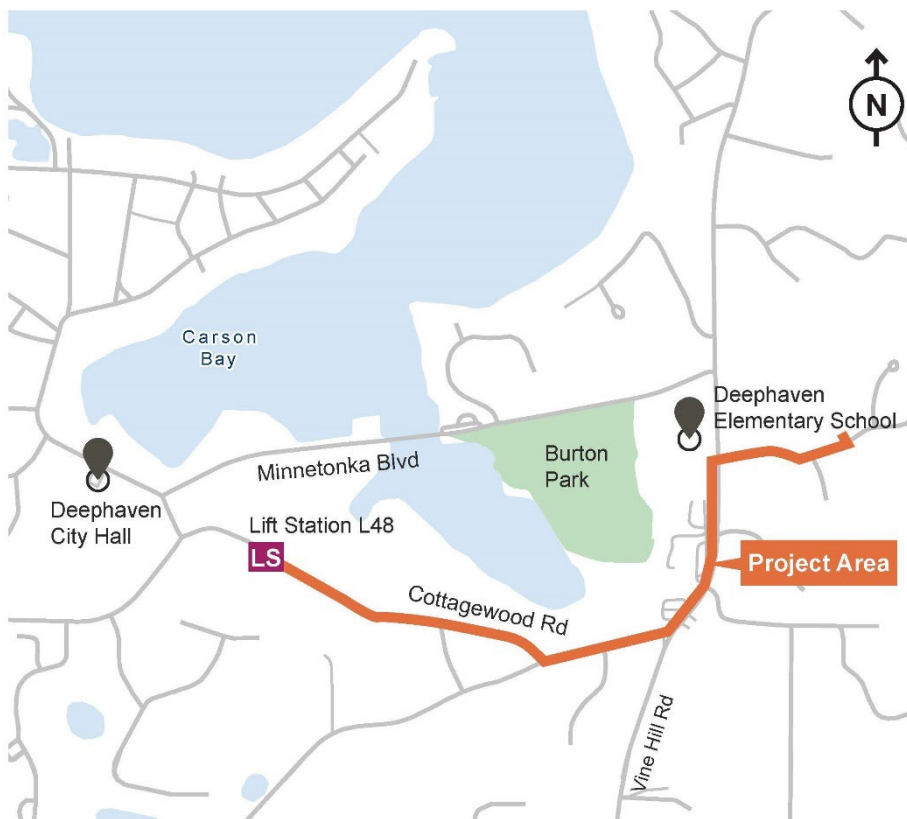 N
Carson
Bay
Deephaven
Elementary School
Minnetonka Blvd
Burton
Park
Deephaven
City Hall
Lift Station L48
LS
Project Area
Cottagewood Rd
Vine Hill Rd